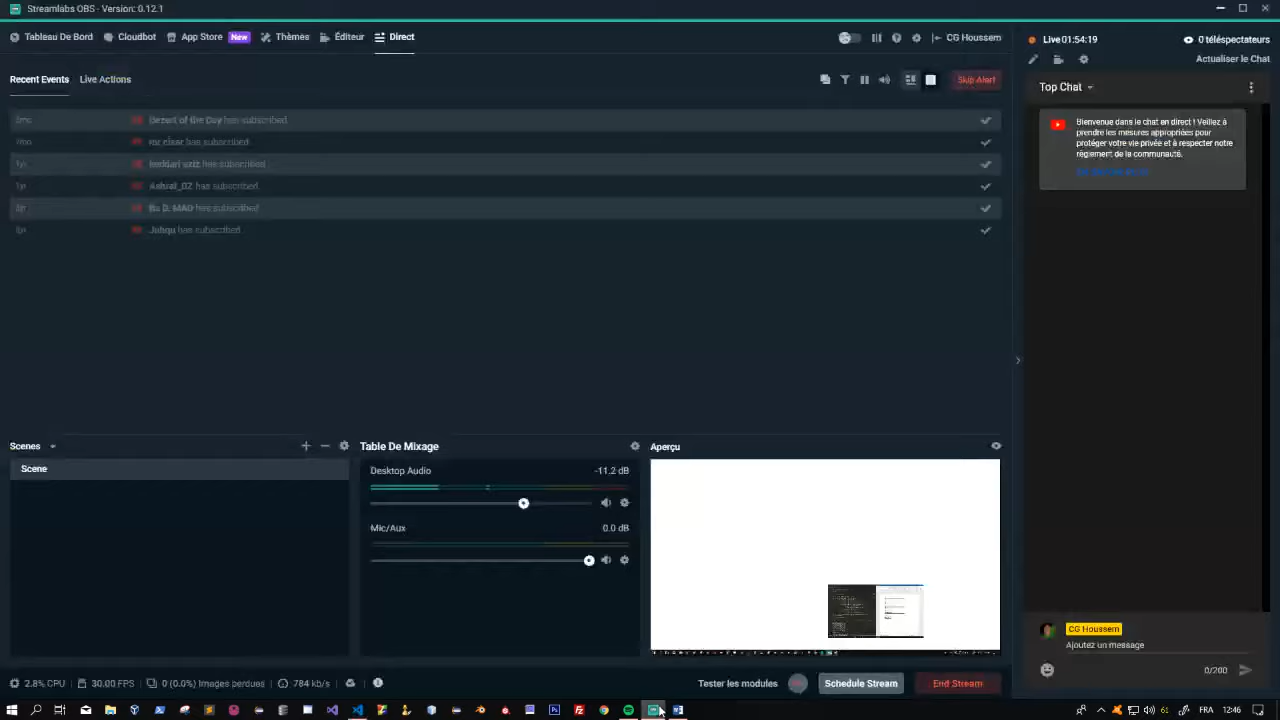 Streamlabs OBS - Version: 0.12.1
Tableau De Bord Cloudbot App Store New Thèmes Éditeur Direct CG Houssem
Live 01:54:19 0 téléspectateurs
Actualiser le Chat
Recent Events Live Actions Skip Alert
Top Chat
Bienvenue dans le chat en direct ! Veillez à
prendre les mesures appropriées pour
protéger votre vie privée et à respecter notre
règlement de la communauté.
has subscribed.
has subscribed.
has subscribed.
has subscribed.
has subscribed.
has subscribed.
Scenes Table De Mixage Aperçu
Scene
Desktop Audio -11.2 dB
Mic/Aux 0.0 dB
CG Houssem
Ajoutez un message
0/200
2.8% CPU 30.00 FPS 0 (0.0%) Images perdues 784 kb/s Tester les modules Schedule Stream End Stream
61 FRA 12:46